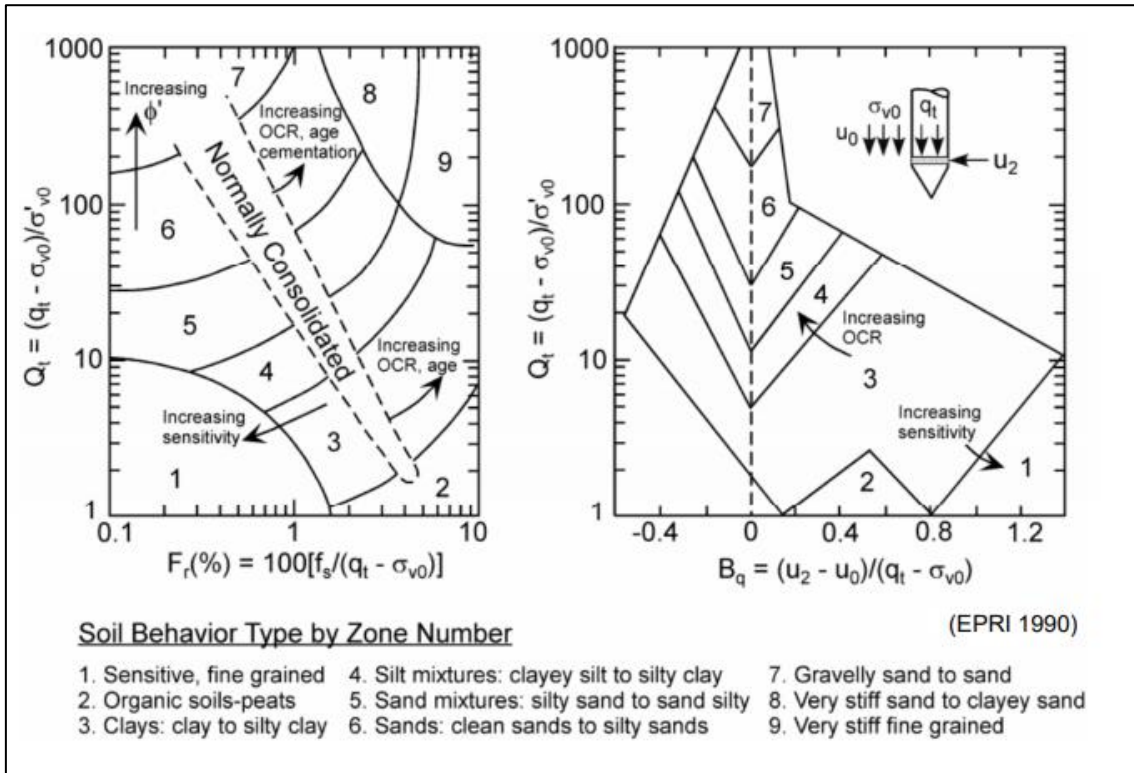 1000
100
10
1
Q_t = (q_t - σ_v0)/σ'_v0
Increasing
ϕ'
7
8
9
6
5
4
3
1
2
Increasing
OCR, age
cementation
Normally Consolidated
Increasing
OCR, age
Increasing
sensitivity
0.1
1
10
F_r(%) = 100[f_s/(q_t - σ_v0)]
1000
100
10
1
Q_t = (q_t - σ_v0)/σ'_v0
7
6
5
4
3
2
1
σ_v0 q_t
u_0
u_2
Increasing
OCR
Increasing
sensitivity
-0.4 0 0.4 0.8 1.2
B_q = (u_2 - u_0)/(q_t - σ_v0)
(EPRI 1990)
Soil Behavior Type by Zone Number
1. Sensitive, fine grained 4. Silt mixtures: clayey silt to silty clay 7. Gravelly sand to sand
2. Organic soils-peats 5. Sand mixtures: silty sand to sand silty 8. Very stiff sand to clayey sand
3. Clays: clay to silty clay 6. Sands: clean sands to silty sands 9. Very stiff fine grained